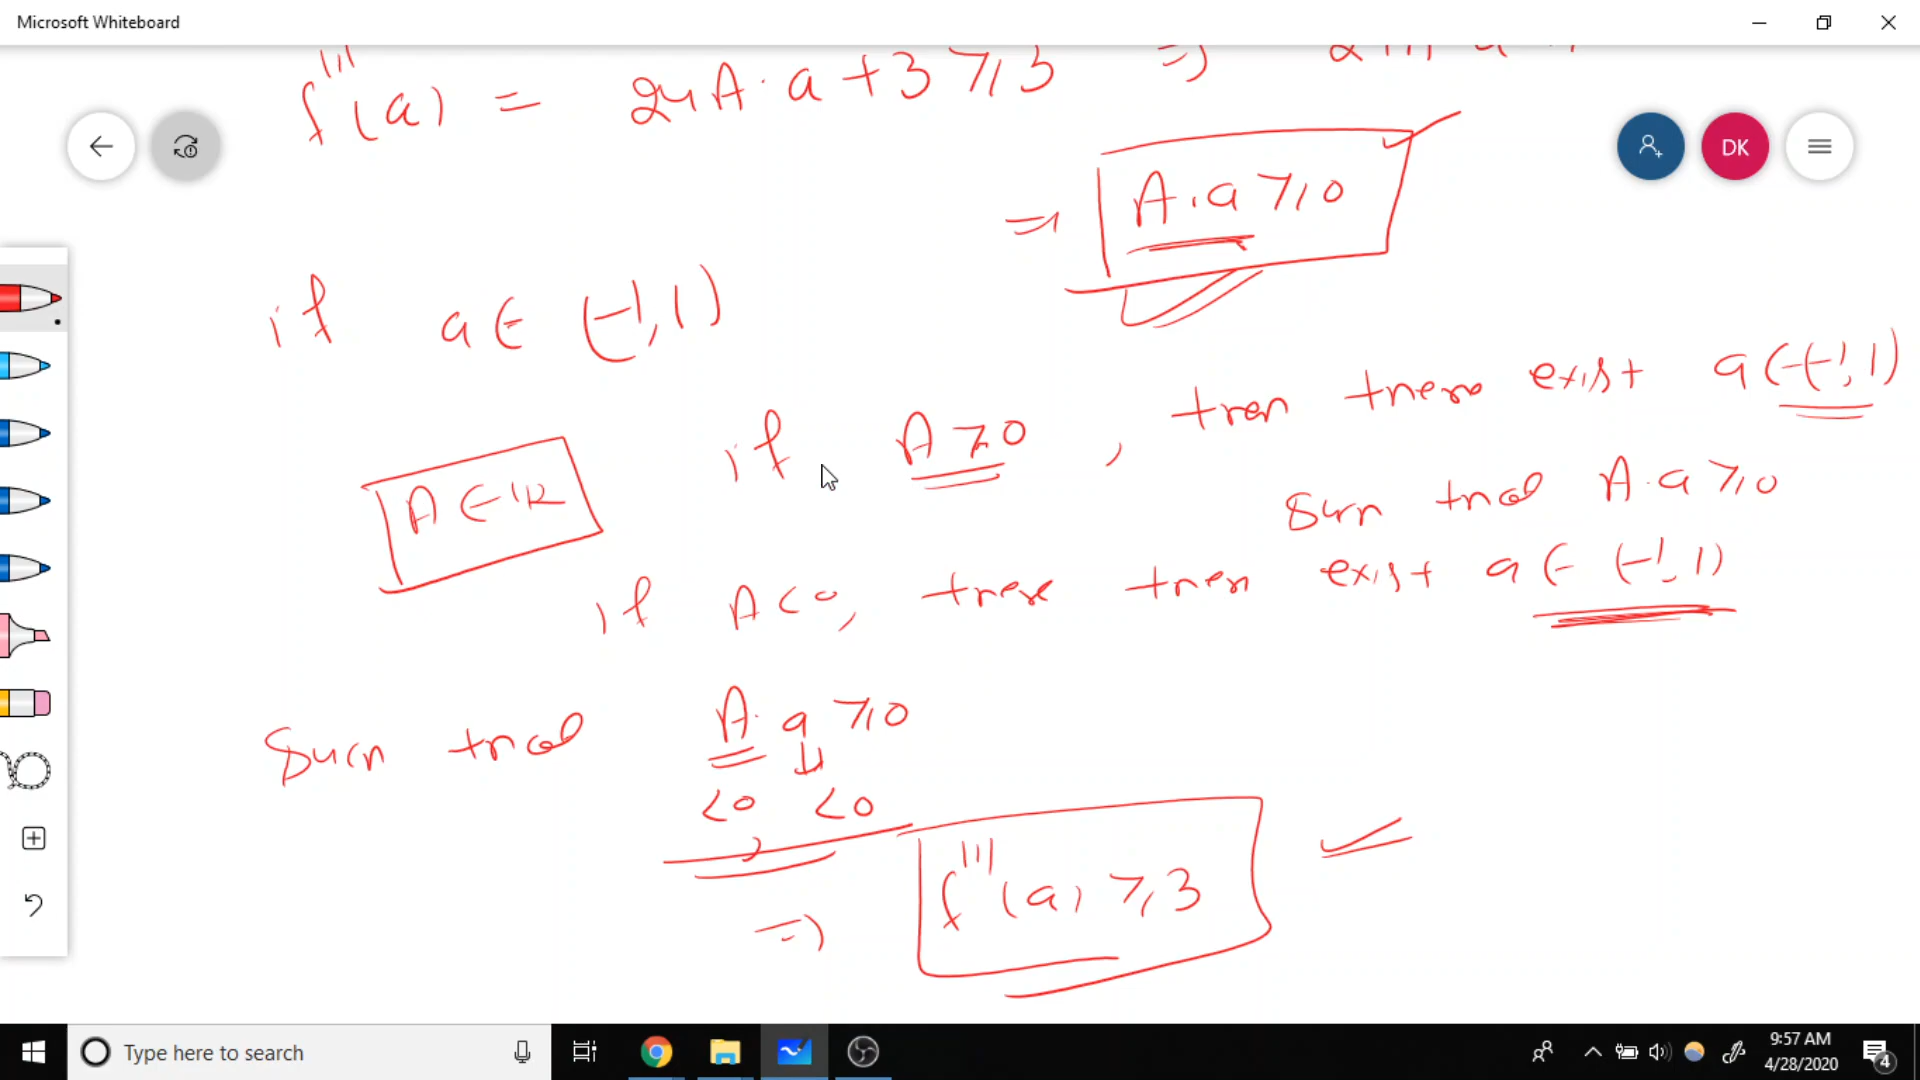 Microsoft Whiteboard
f'''(a) = 24A·a+3 ≥ 3 ⇒
DK
⇒ A·a ≥ 0
if a ∈ (-1,1)
if A ≥ 0, then there exist a ∈ (-1,1)
A ∈ IR
such that A·a ≥ 0
if A<0, there then exist a ∈ (-1,1)
such that A·a ≥ 0
<0 <0
⇒ f'''(a) ≥ 3
Type here to search
9:57 AM
4/28/2020
4